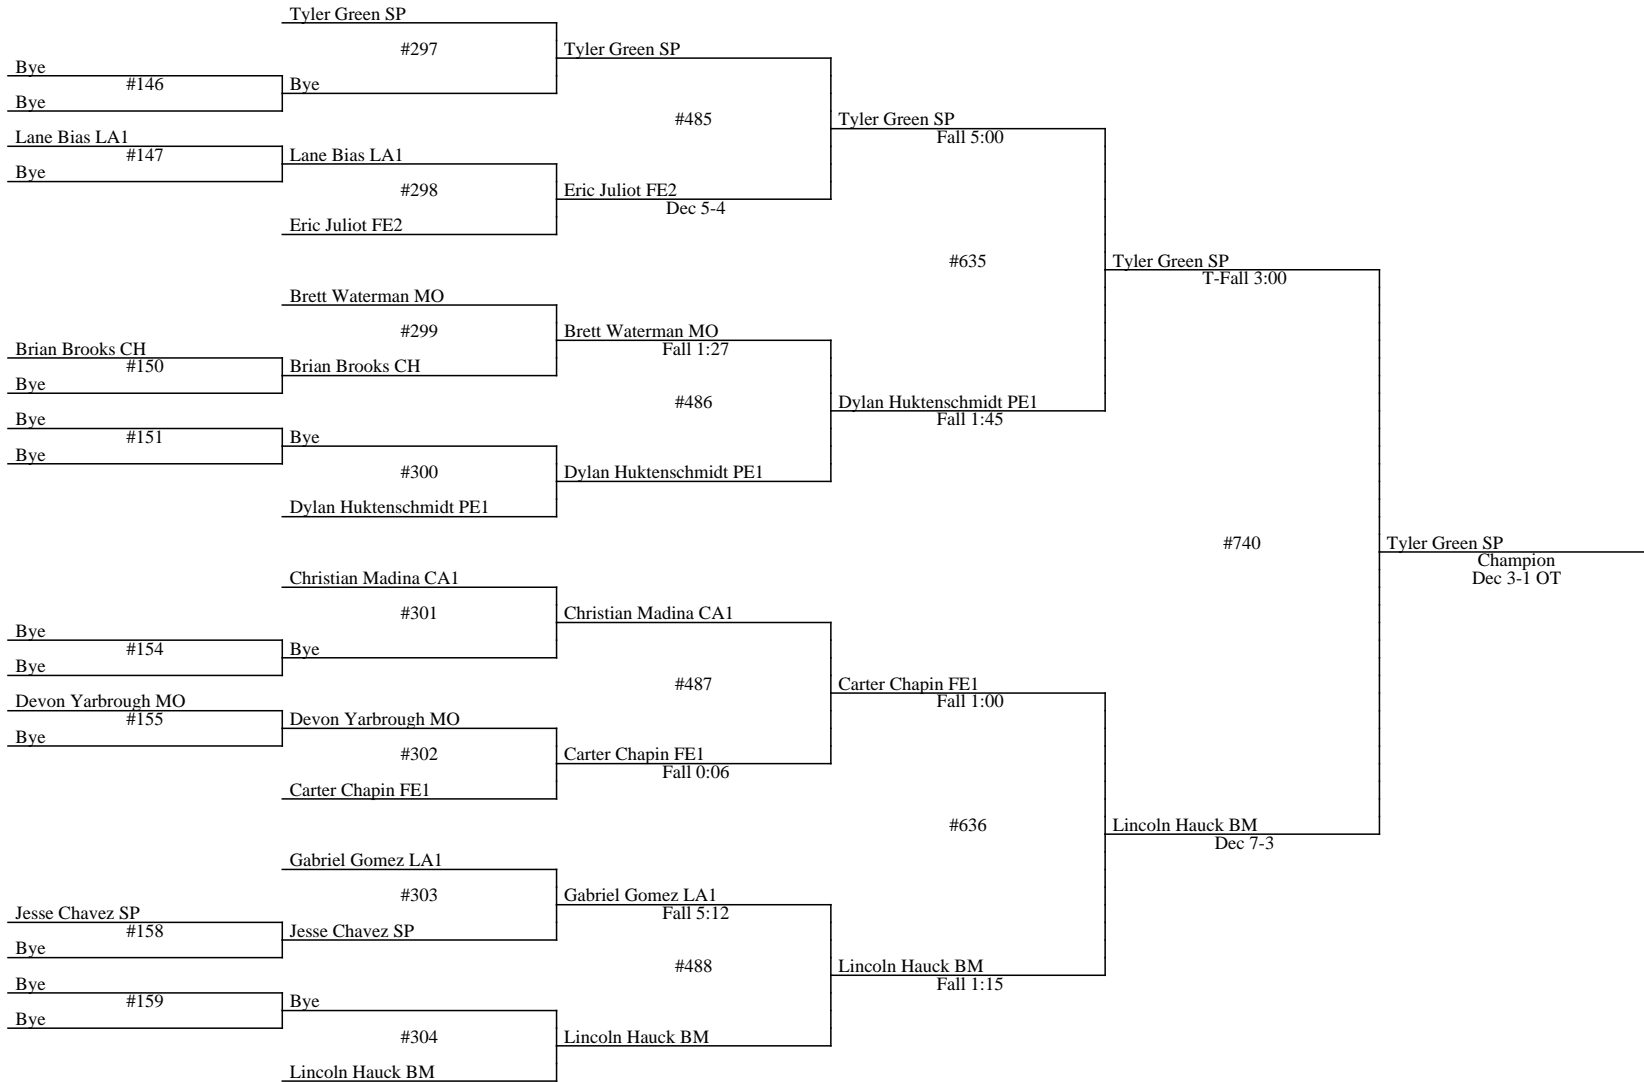 Tyler Green SP
#297
Tyler Green SP
Bye
#146
Bye
Bye
#485
Tyler Green SP
Fall 5:00
Lane Bias LA1
#147
Lane Bias LA1
Bye
#298
Eric Juliot FE2
Dec 5-4
Eric Juliot FE2
#635
Tyler Green SP
T-Fall 3:00
Brett Waterman MO
#299
Brett Waterman MO
Fall 1:27
Brian Brooks CH
#150
Brian Brooks CH
Bye
#486
Dylan Huktenschmidt PE1
Fall 1:45
Bye
#151
Bye
Bye
#300
Dylan Huktenschmidt PE1
Dylan Huktenschmidt PE1
#740
Tyler Green SP
Champion
Dec 3-1 OT
Christian Madina CA1
#301
Christian Madina CA1
Bye
#154
Bye
Bye
#487
Carter Chapin FE1
Fall 1:00
Devon Yarbrough MO
#155
Devon Yarbrough MO
Bye
#302
Carter Chapin FE1
Fall 0:06
Carter Chapin FE1
#636
Lincoln Hauck BM
Dec 7-3
Gabriel Gomez LA1
#303
Gabriel Gomez LA1
Fall 5:12
Jesse Chavez SP
#158
Jesse Chavez SP
Bye
#488
Lincoln Hauck BM
Fall 1:15
Bye
#159
Bye
Bye
#304
Lincoln Hauck BM
Lincoln Hauck BM